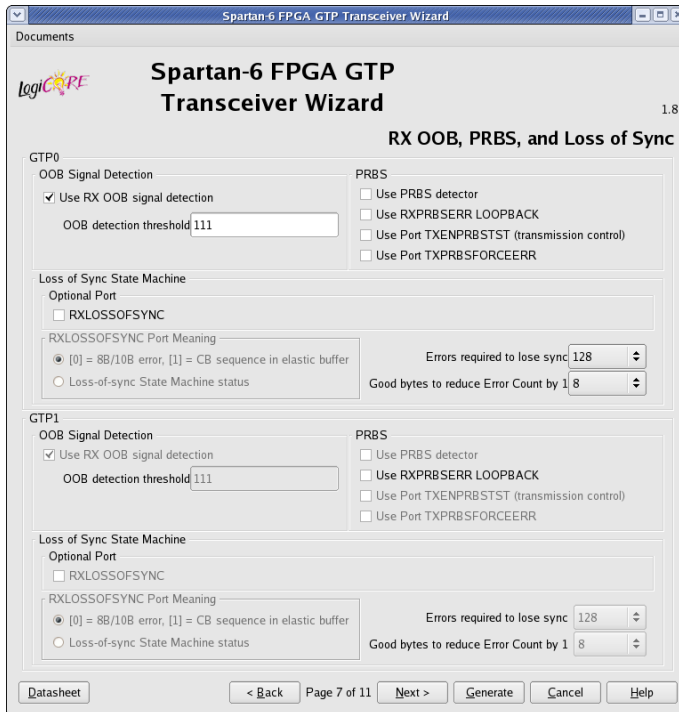 Spartan-6 FPGA GTP Transceiver Wizard
Documents
LogiCORE
Spartan-6 FPGA GTP
Transceiver Wizard
1.8
RX OOB, PRBS, and Loss of Sync
GTP0
OOB Signal Detection
Use RX OOB signal detection
OOB detection threshold 111
PRBS
Use PRBS detector
Use RXPRBSERR LOOPBACK
Use Port TXENPRBSTST (transmission control)
Use Port TXPRBSFORCEERR
Loss of Sync State Machine
Optional Port
RXLOSSOFSYNC
RXLOSSOFSYNC Port Meaning
[0] = 8B/10B error, [1] = CB sequence in elastic buffer
Loss-of-sync State Machine status
Errors required to lose sync 128
Good bytes to reduce Error Count by 1 8
GTP1
OOB Signal Detection
Use RX OOB signal detection
OOB detection threshold 111
PRBS
Use PRBS detector
Use RXPRBSERR LOOPBACK
Use Port TXENPRBSTST (transmission control)
Use Port TXPRBSFORCEERR
Loss of Sync State Machine
Optional Port
RXLOSSOFSYNC
RXLOSSOFSYNC Port Meaning
[0] = 8B/10B error, [1] = CB sequence in elastic buffer
Loss-of-sync State Machine status
Errors required to lose sync 128
Good bytes to reduce Error Count by 1 8
Datasheet < Back Page 7 of 11 Next > Generate Cancel Help